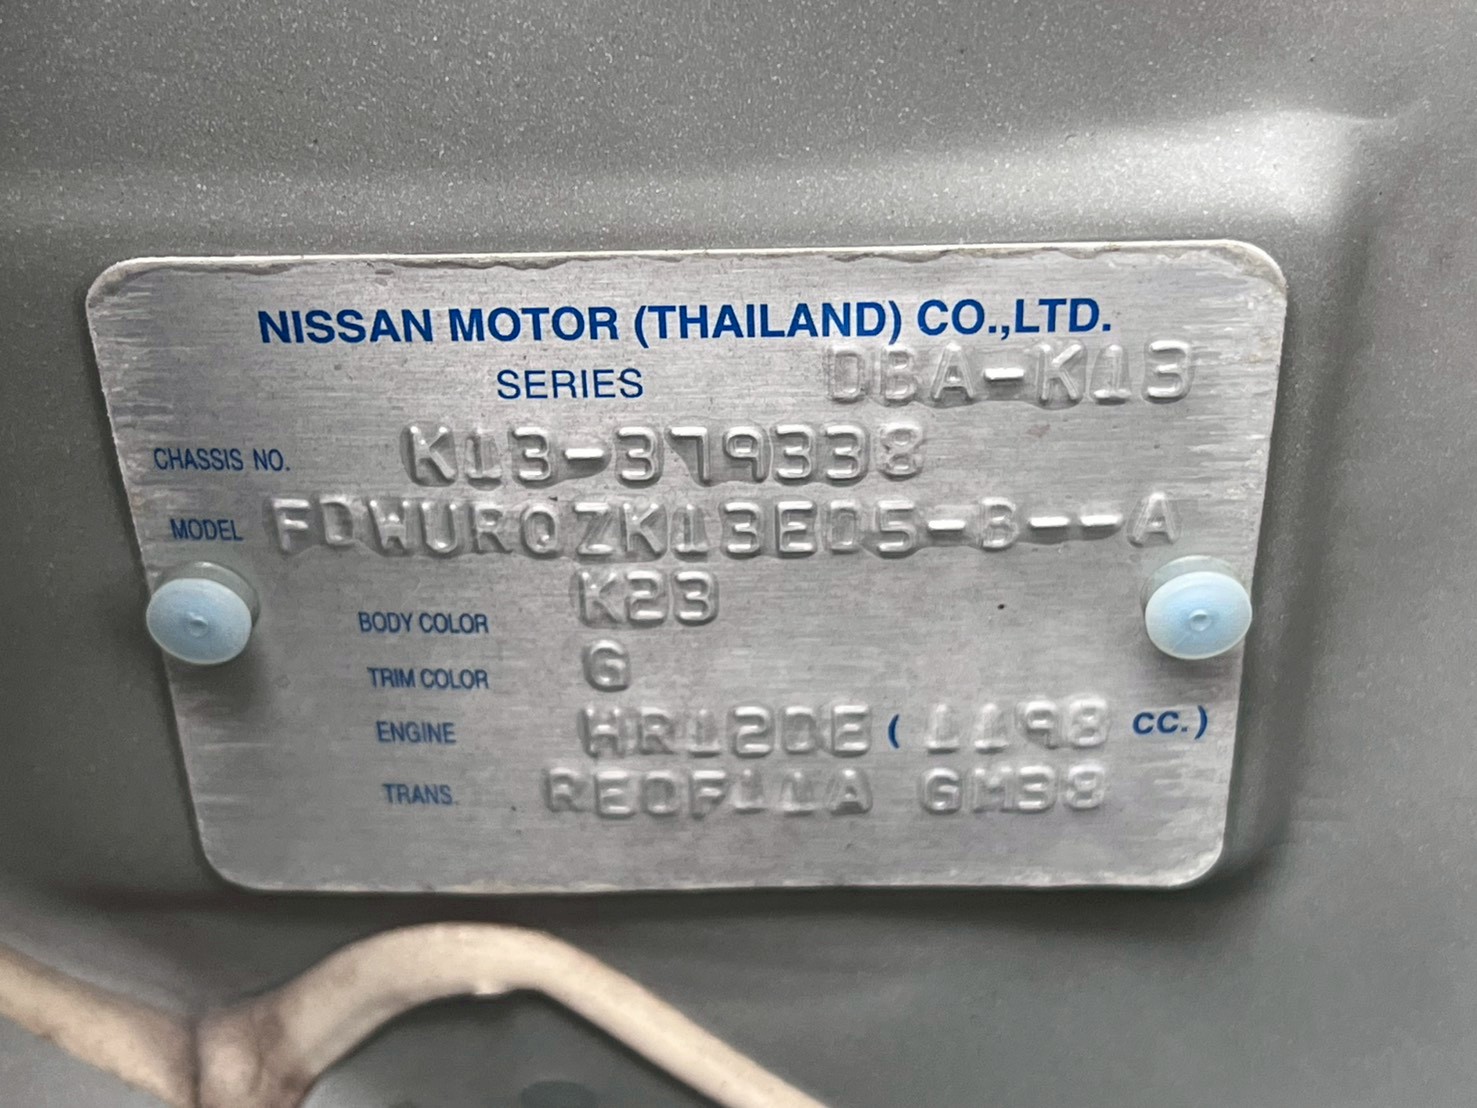 NISSAN MOTOR (THAILAND) CO.,LTD.
SERIES DBA-K13
CHASSIS NO. K13-379338
MODEL FDWURQZK13ED5-B--A
BODY COLOR K23
TRIM COLOR G
ENGINE HR12DE ( 1198 CC.)
TRANS. RE0F11A GM38